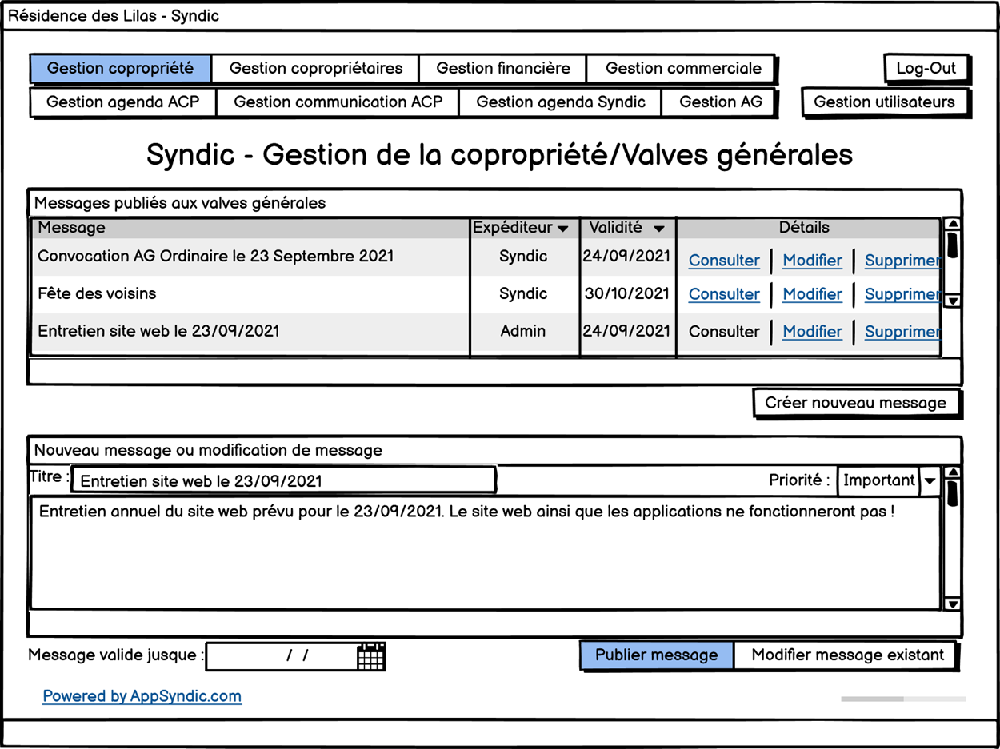 Résidence des Lilas - Syndic
Gestion copropriété Gestion copropriétaires Gestion financière Gestion commerciale Log-Out
Gestion agenda ACP Gestion communication ACP Gestion agenda Syndic Gestion AG Gestion utilisateurs
Syndic - Gestion de la copropriété/Valves générales
Messages publiés aux valves générales
Message Expéditeur Validité Détails
Convocation AG Ordinaire le 23 Septembre 2021 Syndic 24/09/2021 Consulter | Modifier | Supprimer
Fête des voisins Syndic 30/10/2021 Consulter | Modifier | Supprimer
Entretien site web le 23/09/2021 Admin 24/09/2021 Consulter | Modifier | Supprimer
Créer nouveau message
Nouveau message ou modification de message
Titre : Entretien site web le 23/09/2021 Priorité : Important
Entretien annuel du site web prévu pour le 23/09/2021. Le site web ainsi que les applications ne fonctionneront pas !
Message valide jusque : / / Publier message Modifier message existant
Powered by AppSyndic.com